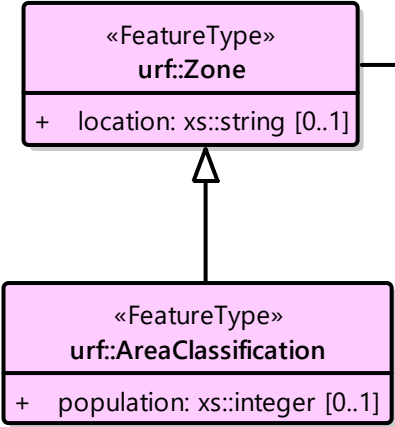 «FeatureType»
urf::Zone
+ location: xs::string [0..1]
«FeatureType»
urf::AreaClassification
+ population: xs::integer [0..1]